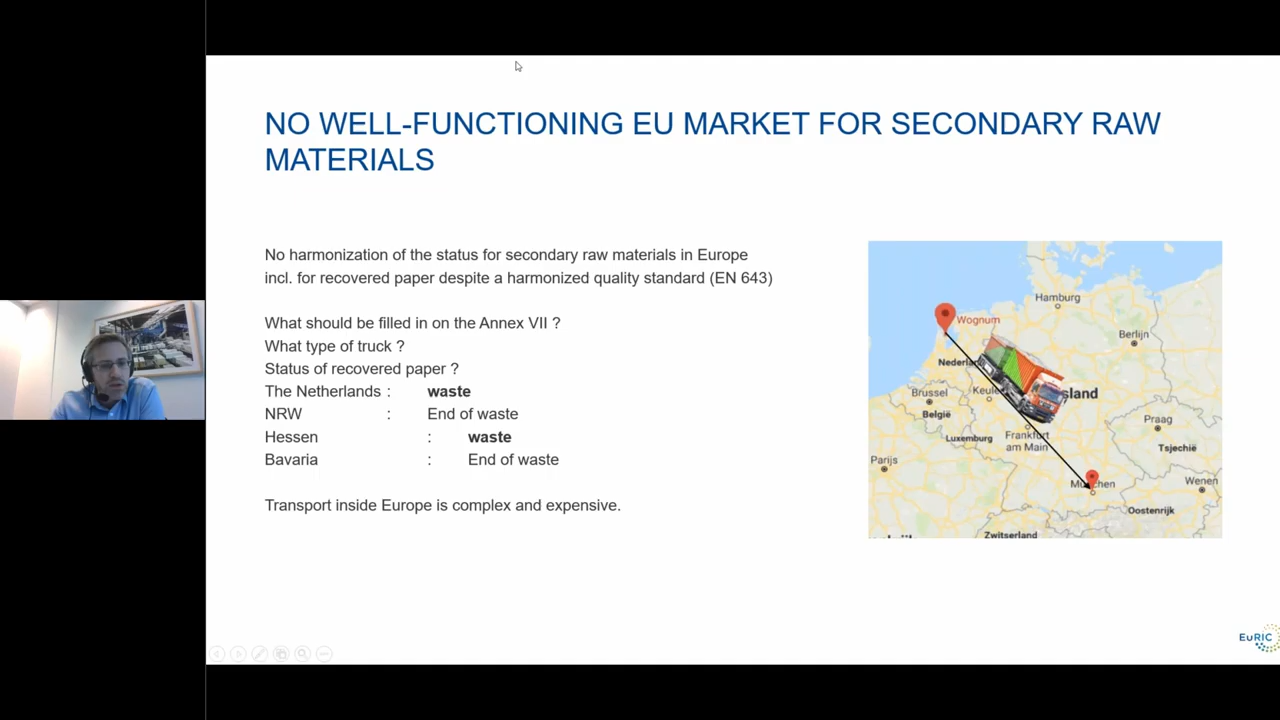 NO WELL-FUNCTIONING EU MARKET FOR SECONDARY RAW
MATERIALS
No harmonization of the status for secondary raw materials in Europe
incl. for recovered paper despite a harmonized quality standard (EN 643)
What should be filled in on the Annex VII ?
What type of truck ?
Status of recovered paper ?
The Netherlands : waste
NRW : End of waste
Hessen : waste
Bavaria : End of waste
Transport inside Europe is complex and expensive.
Hamburg
Wognum
Berlijn
Nederlan
Keule
sland
Brussel
België
Praag
Frankfurt
am Main
Luxemburg
Tsjechië
Parijs
München
Wenen
Oostenrijk
Zwitserland
EuRIC